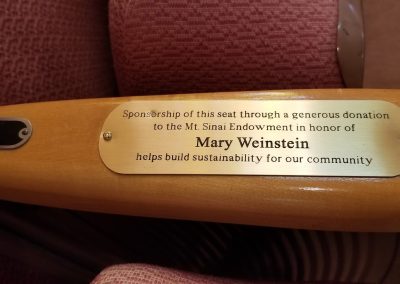 Sponsorship of this seat through a generous donation
to the Mt. Sinai Endowment in honor of
Mary Weinstein
helps build sustainability for our community